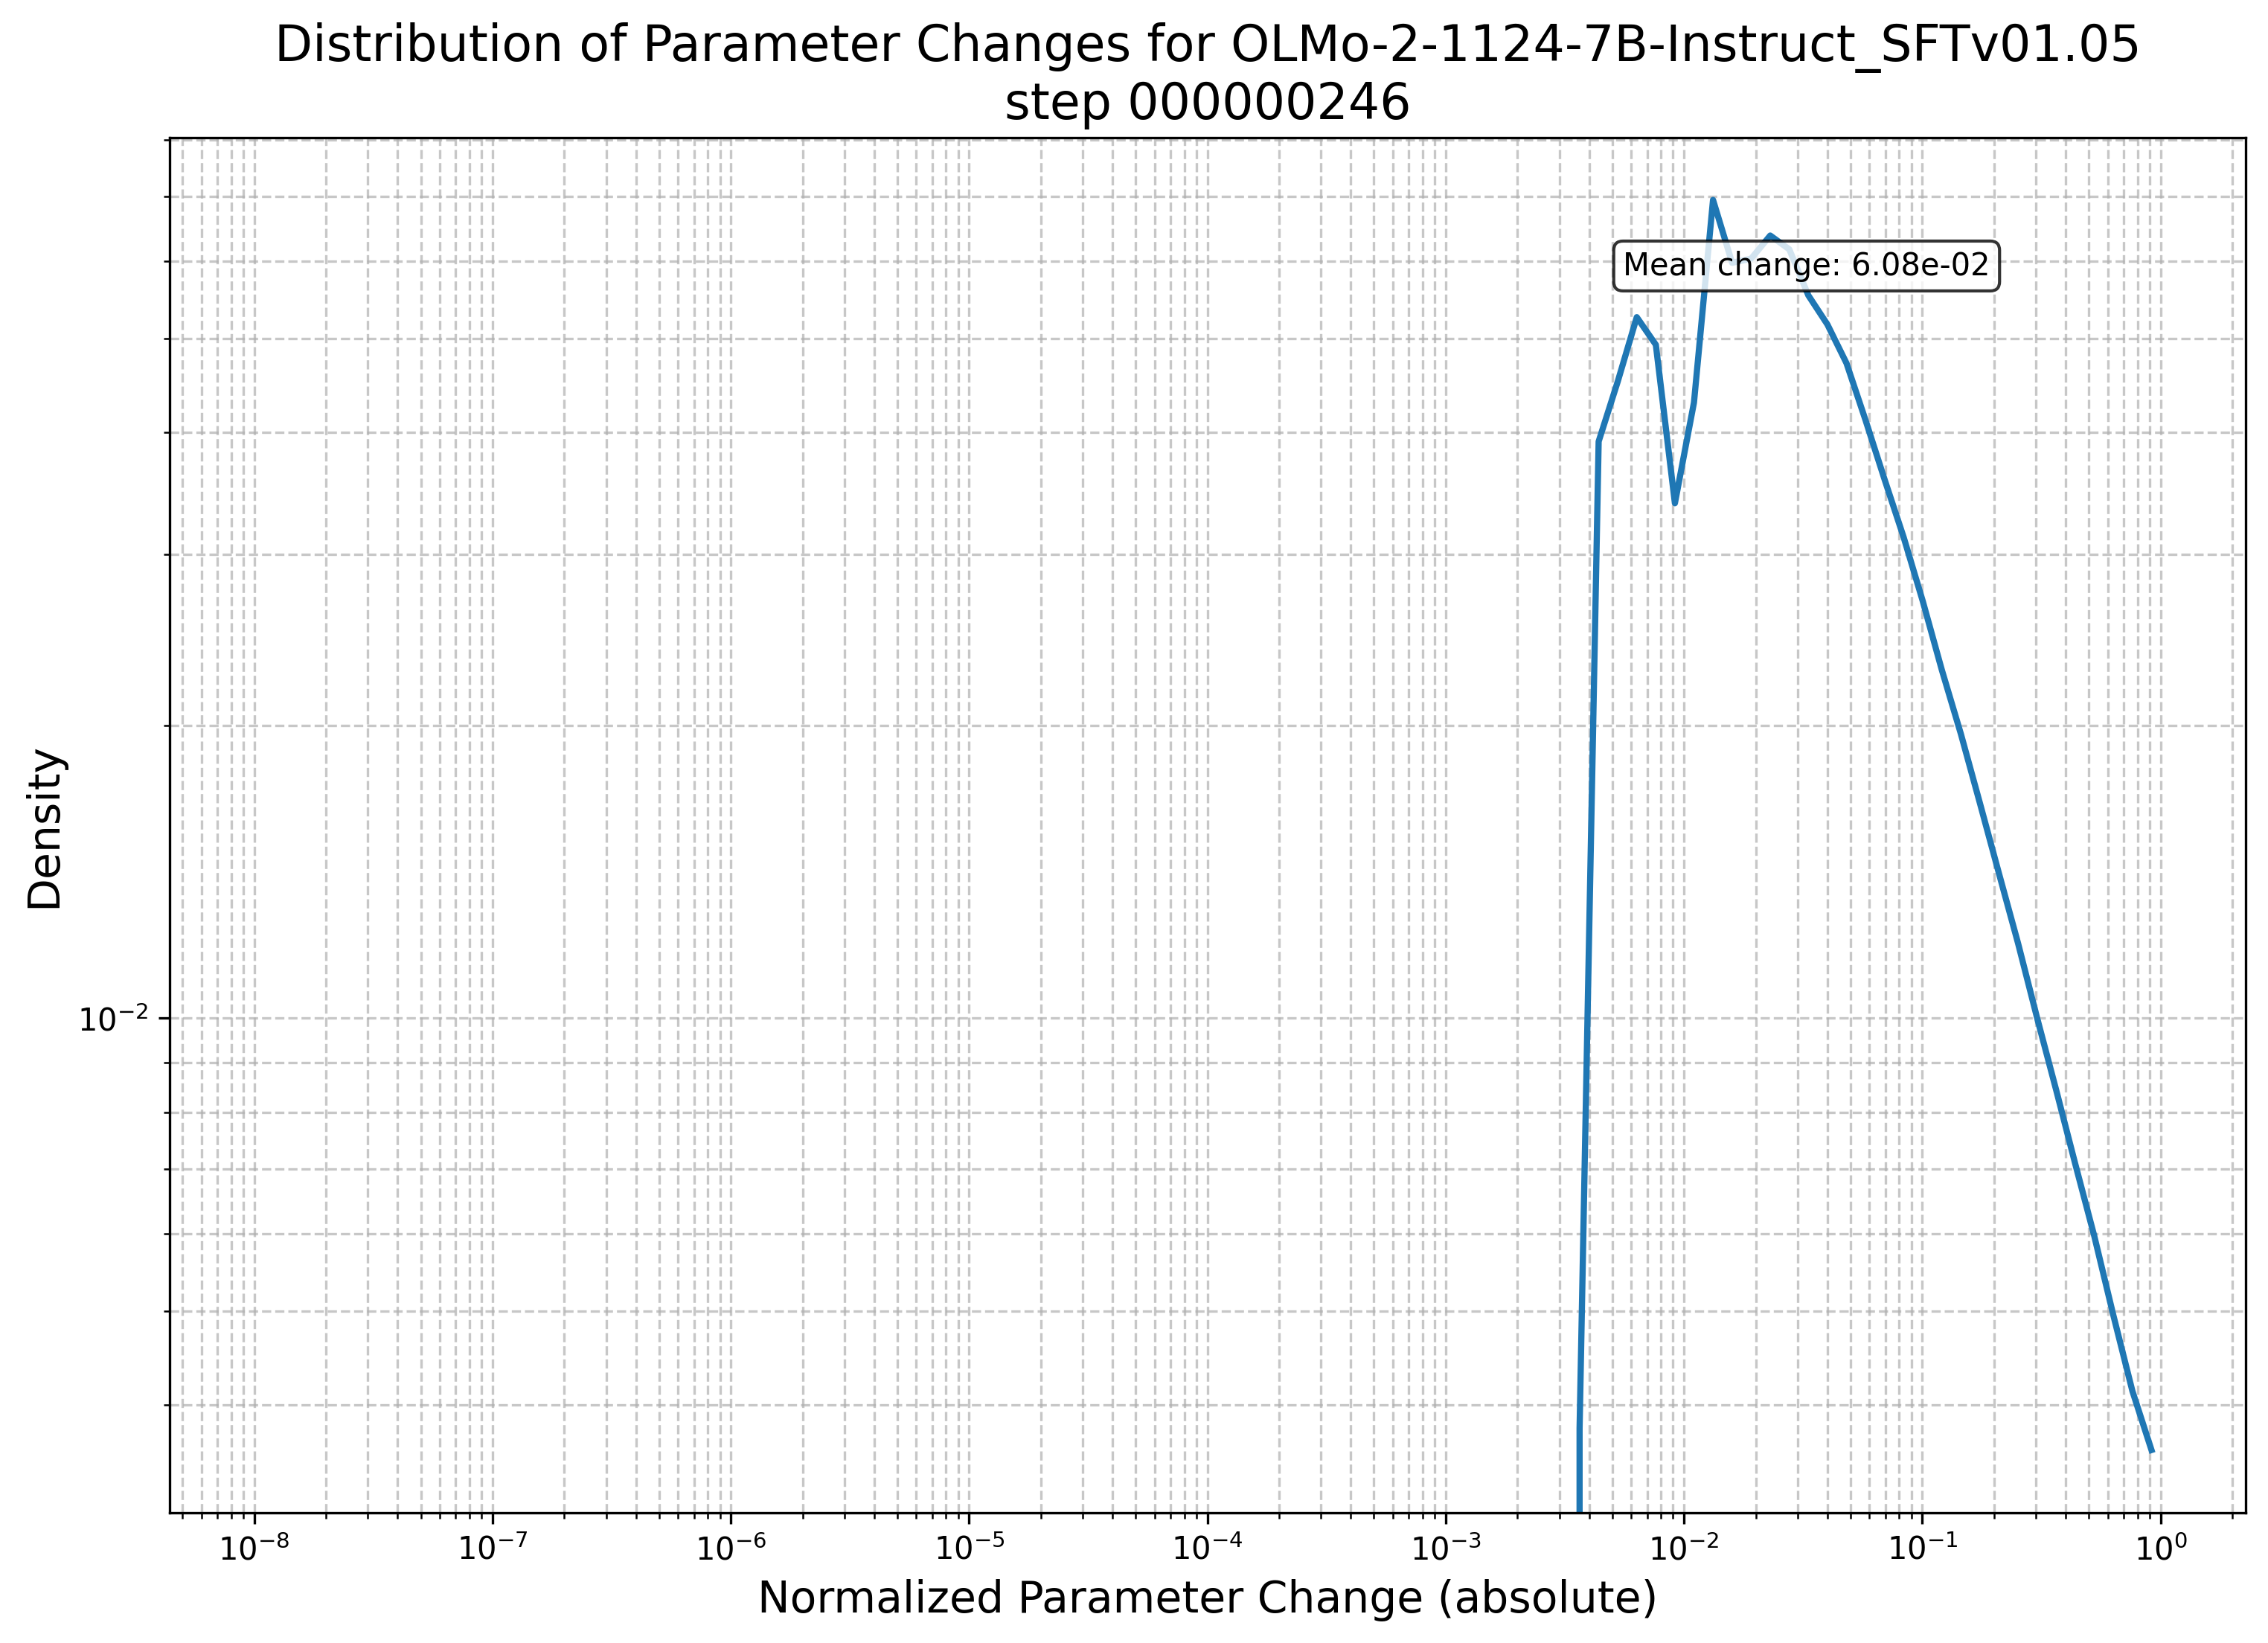 Distribution of Parameter Changes for OLMo-2-1124-7B-Instruct_SFTv01.05
step 000000246
Mean change: 6.08e-02
Density
10⁻²
10⁻⁸ 10⁻⁷ 10⁻⁶ 10⁻⁵ 10⁻⁴ 10⁻³ 10⁻² 10⁻¹ 10⁰
Normalized Parameter Change (absolute)